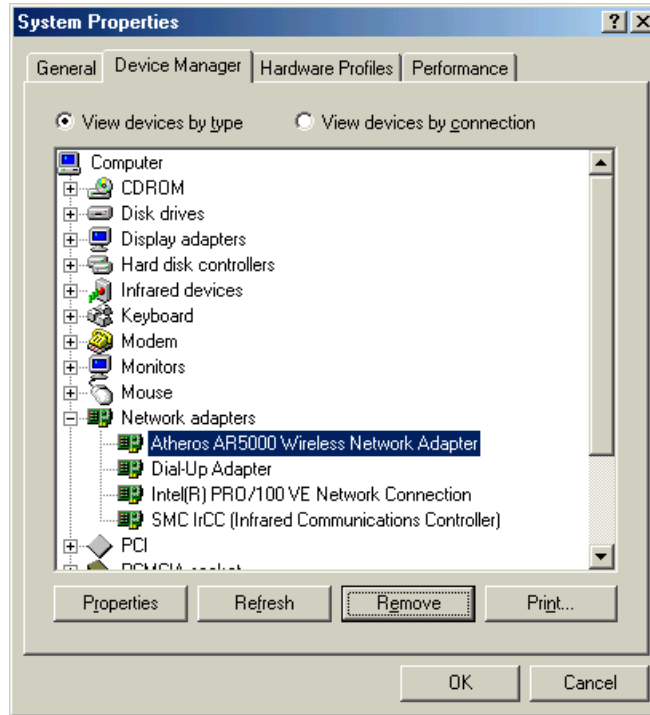 System Properties
General Device Manager Hardware Profiles Performance
View devices by type View devices by connection
Computer
CDROM
Disk drives
Display adapters
Hard disk controllers
Infrared devices
Keyboard
Modem
Monitors
Mouse
Network adapters
Atheros AR5000 Wireless Network Adapter
Dial-Up Adapter
Intel(R) PRO/100 VE Network Connection
SMC IrCC (Infrared Communications Controller)
PCI
PCMCIA socket
Properties Refresh Remove Print...
OK Cancel